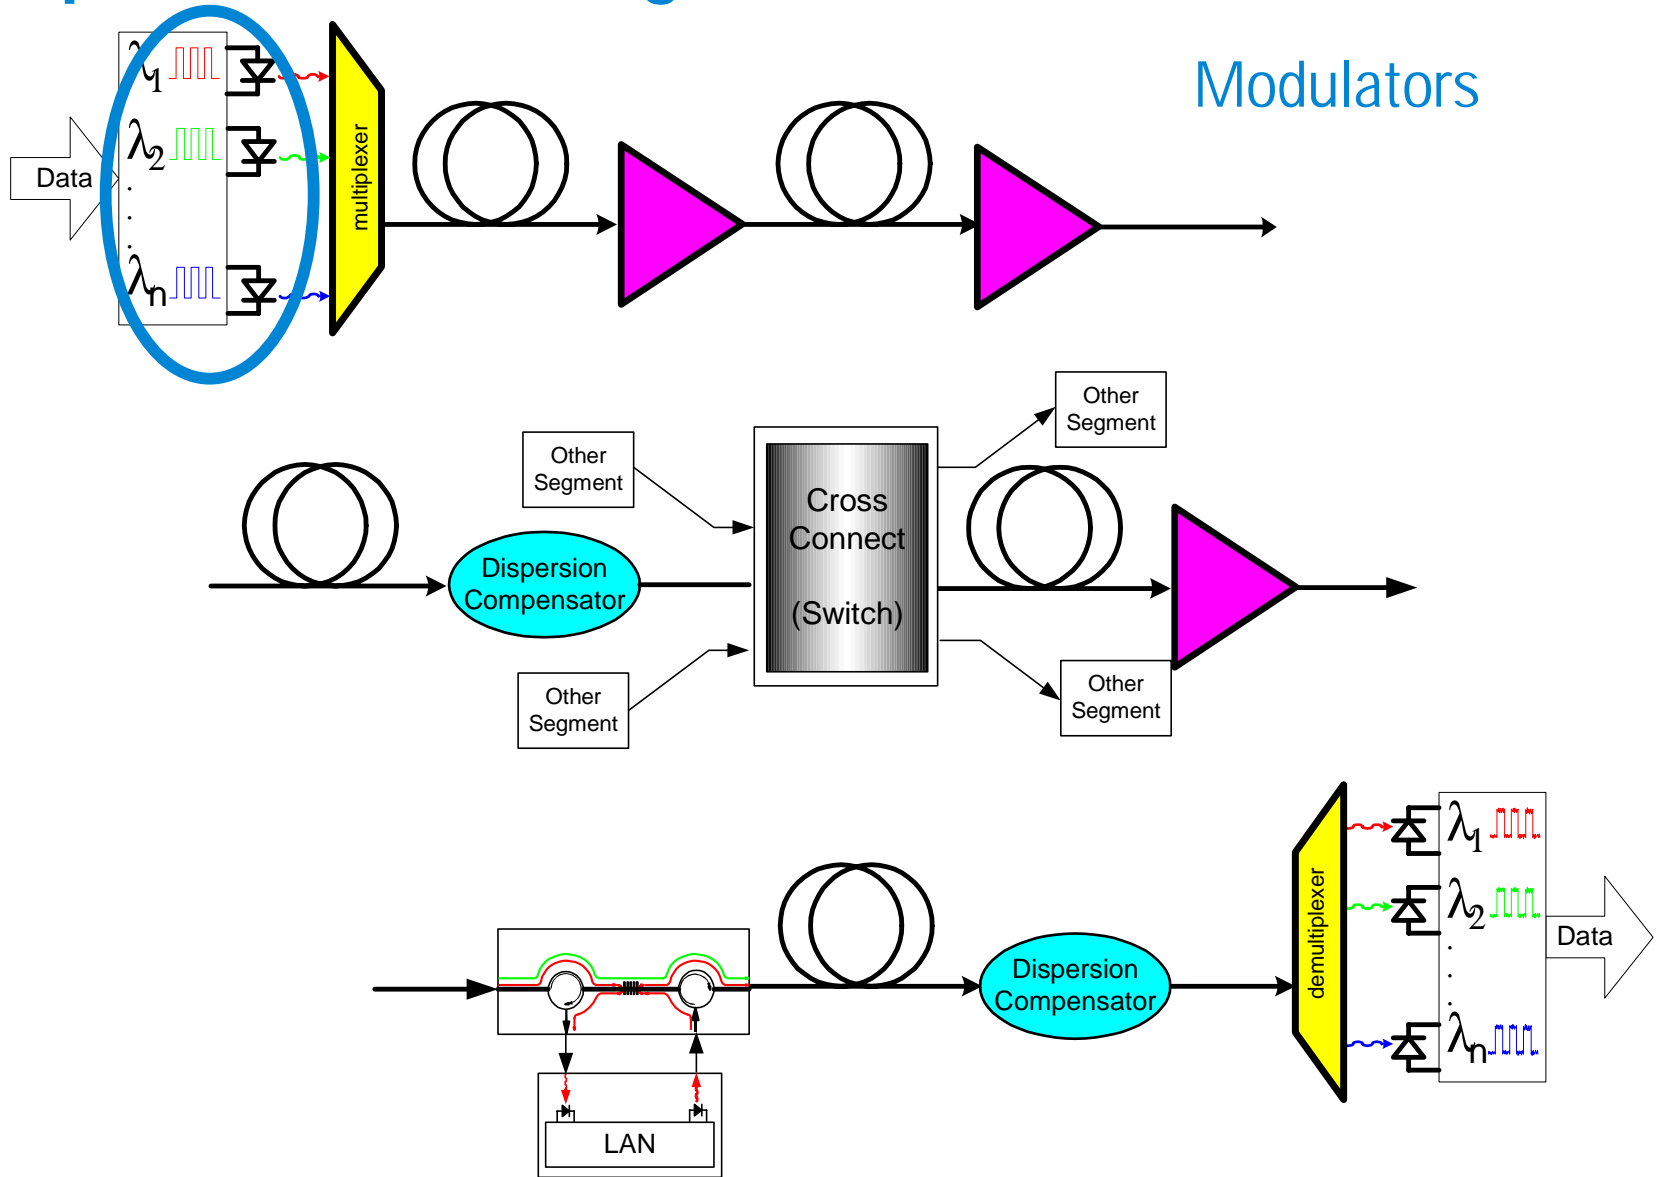 Modulators
λ1
λ2
.
.
.
λn
Data
multiplexer
Other
Segment
Other
Segment
Cross
Connect
(Switch)
Dispersion
Compensator
Other
Segment
Other
Segment
LAN
Dispersion
Compensator
demultiplexer
λ1
λ2
.
.
.
λn
Data